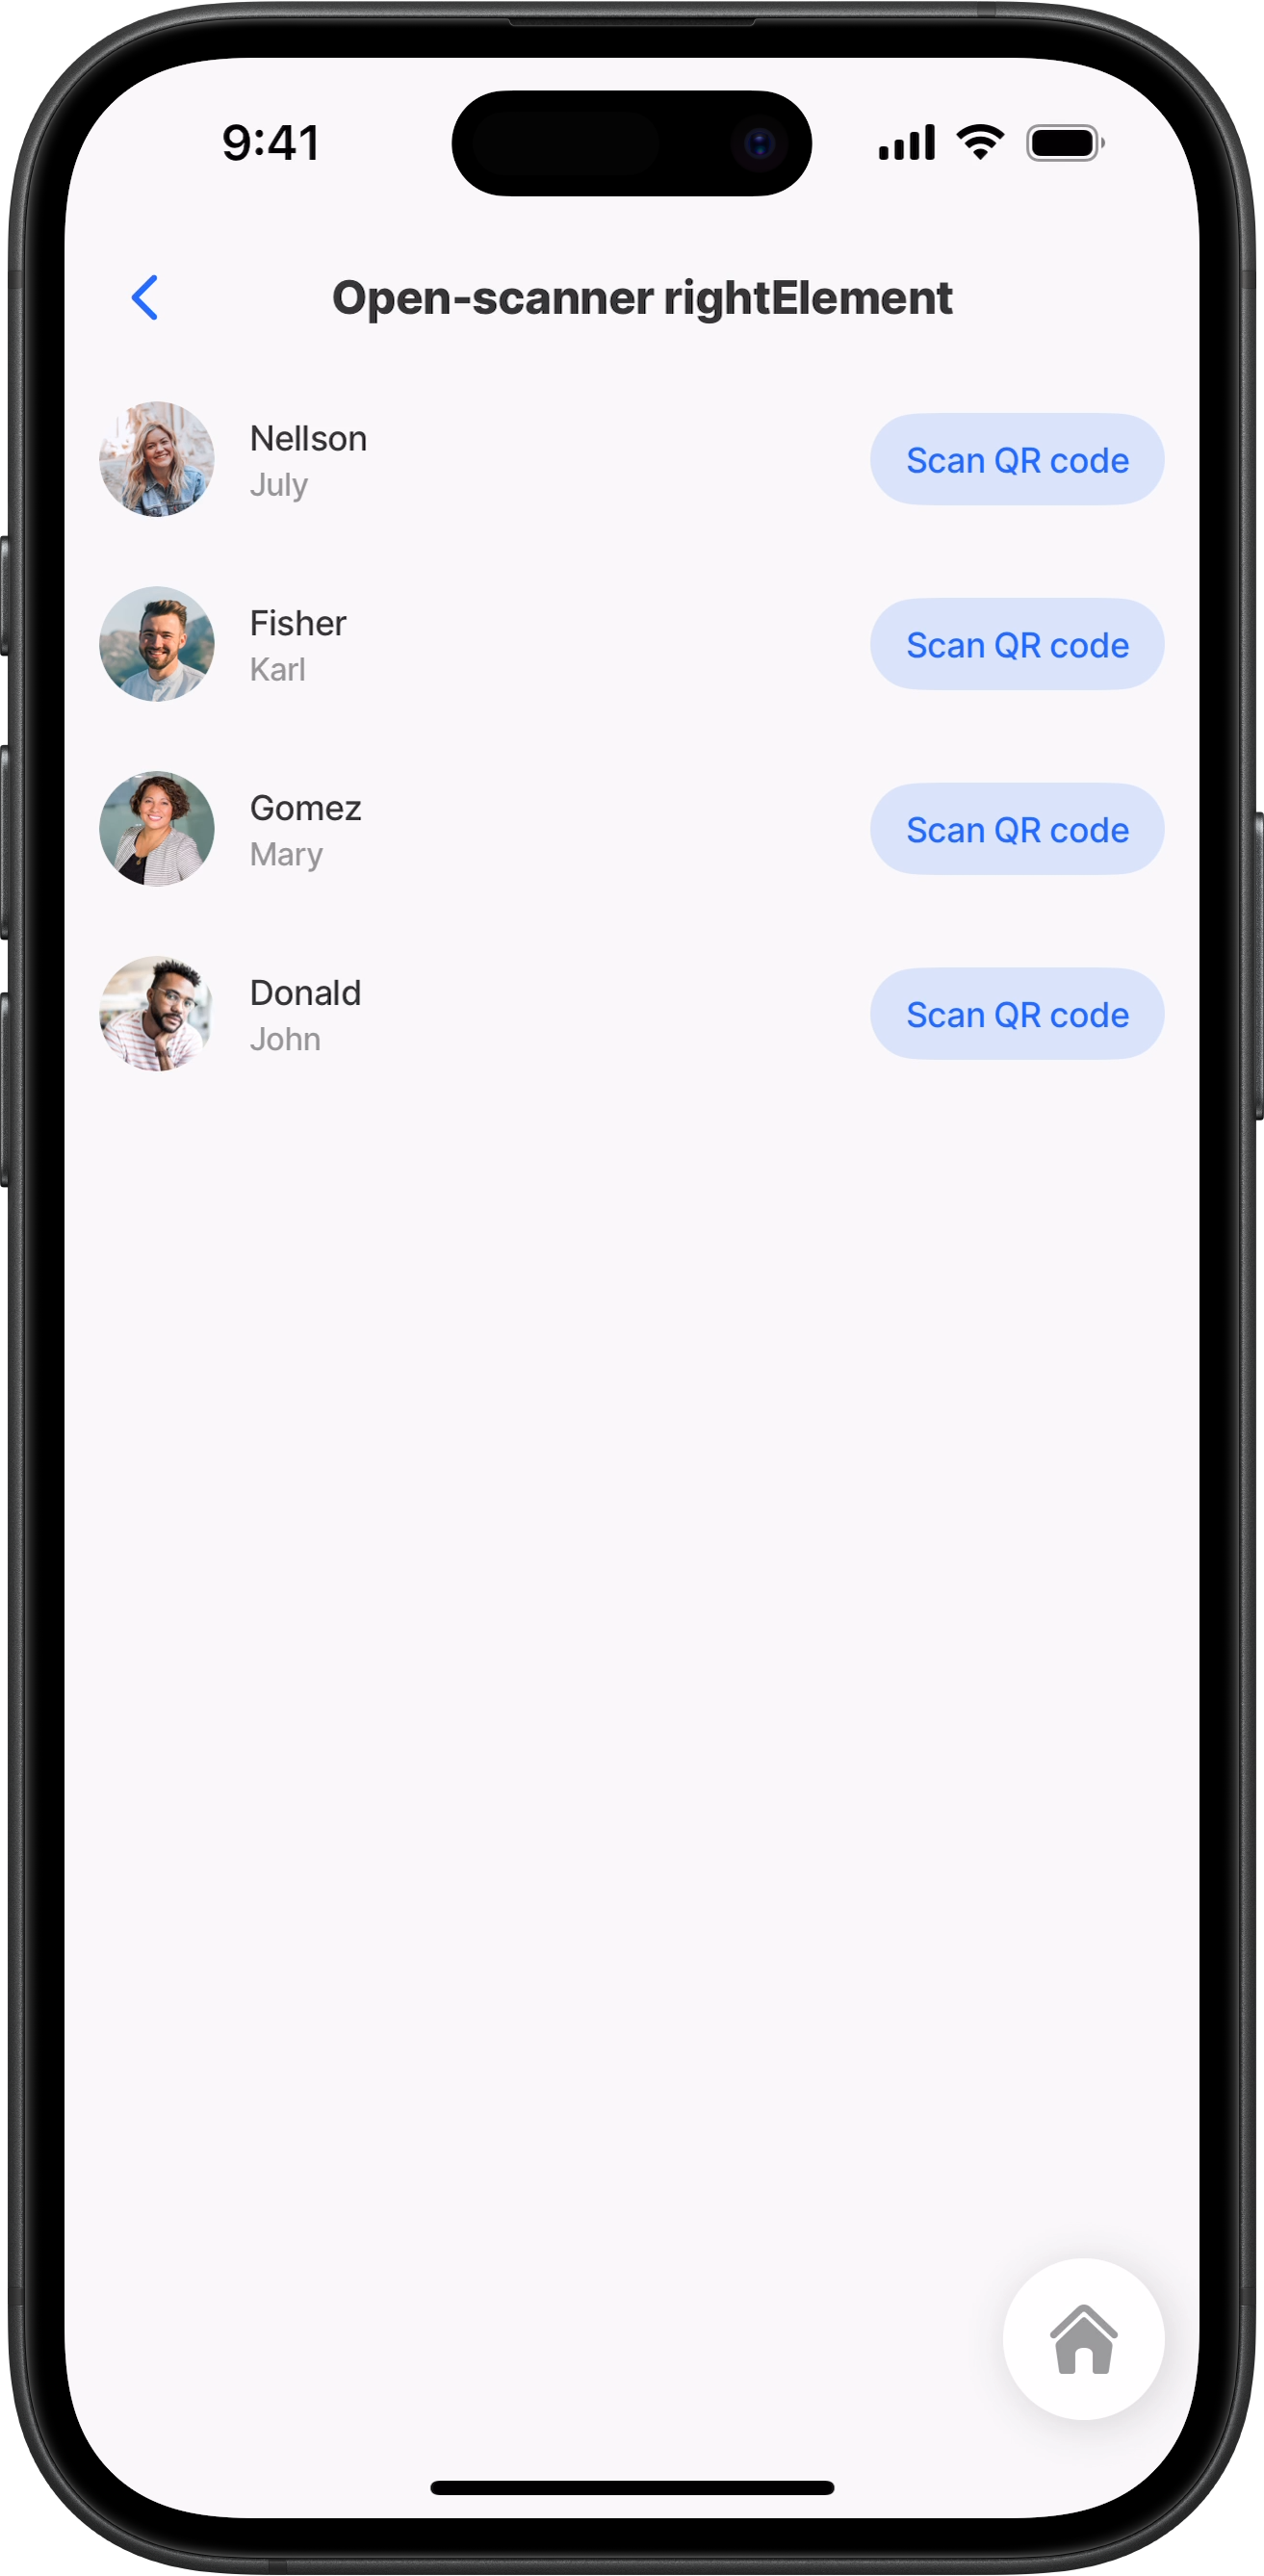 9:41
Open-scanner rightElement
Nellson
July
Scan QR code
Fisher
Karl
Scan QR code
Gomez
Mary
Scan QR code
Donald
John
Scan QR code